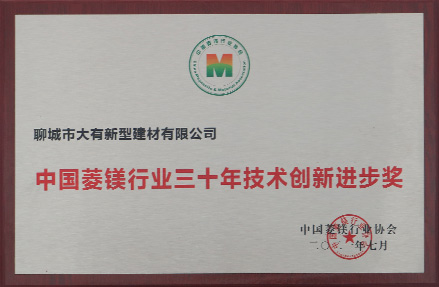 M
聊城市大有新型建材有限公司
中国菱镁行业三十年技术创新进步奖
中国菱镁行业协会
年七月